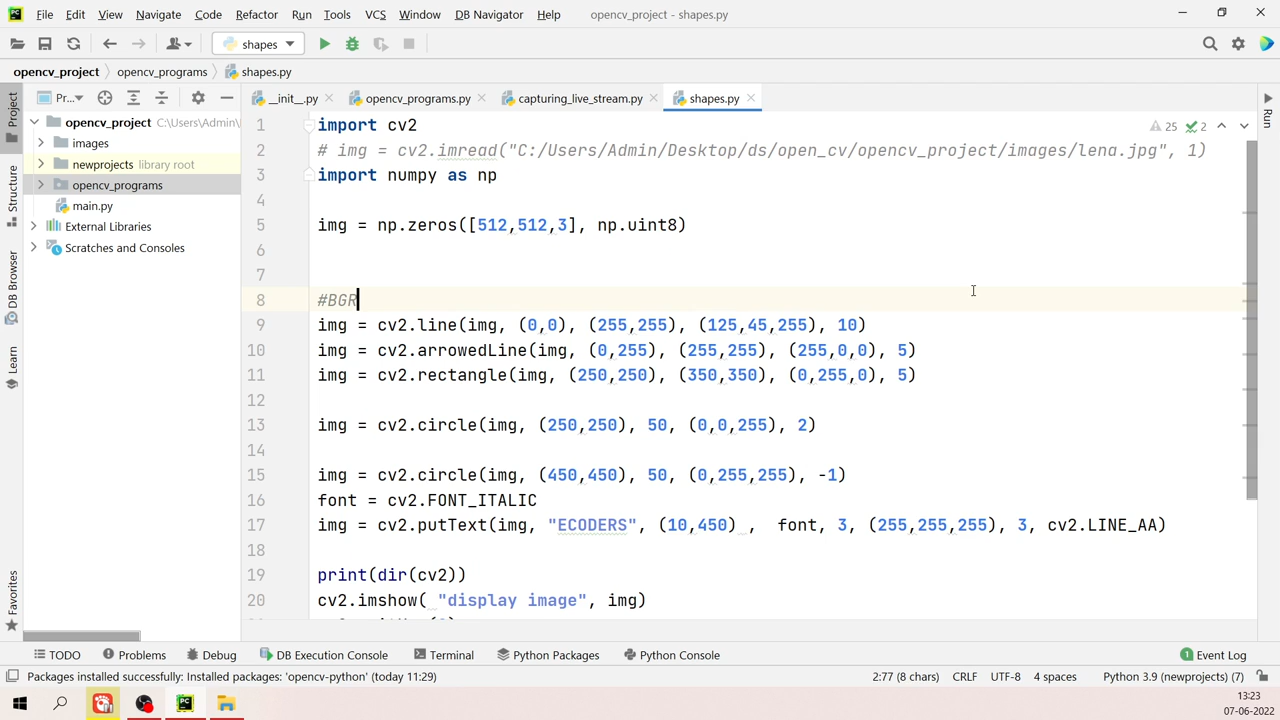 File Edit View Navigate Code Refactor Run Tools VCS Window DB Navigator Help opencv_project - shapes.py
shapes
opencv_project opencv_programs shapes.py
Pr... __init__.py opencv_programs.py capturing_live_stream.py shapes.py
Project
Structure
DB Browser
Learn
Favorites
Run
opencv_project C:\Users\Admin\
images
newprojects library root
opencv_programs
main.py
External Libraries
Scratches and Consoles
25 2
1 import cv2
2 # img = cv2.imread("C:/Users/Admin/Desktop/ds/open_cv/opencv_project/images/lena.jpg", 1)
3 import numpy as np
4
5 img = np.zeros([512,512,3], np.uint8)
6
7
8 #BGR
9 img = cv2.line(img, (0,0), (255,255), (125,45,255), 10)
10 img = cv2.arrowedLine(img, (0,255), (255,255), (255,0,0), 5)
11 img = cv2.rectangle(img, (250,250), (350,350), (0,255,0), 5)
12
13 img = cv2.circle(img, (250,250), 50, (0,0,255), 2)
14
15 img = cv2.circle(img, (450,450), 50, (0,255,255), -1)
16 font = cv2.FONT_ITALIC
17 img = cv2.putText(img, "ECODERS", (10,450) , font, 3, (255,255,255), 3, cv2.LINE_AA)
18
19 print(dir(cv2))
20 cv2.imshow( "display image", img)
TODO Problems Debug DB Execution Console Terminal Python Packages Python Console 1 Event Log
Packages installed successfully: Installed packages: 'opencv-python' (today 11:29) 2:77 (8 chars) CRLF UTF-8 4 spaces Python 3.9 (newprojects) (7)
13:23
07-06-2022